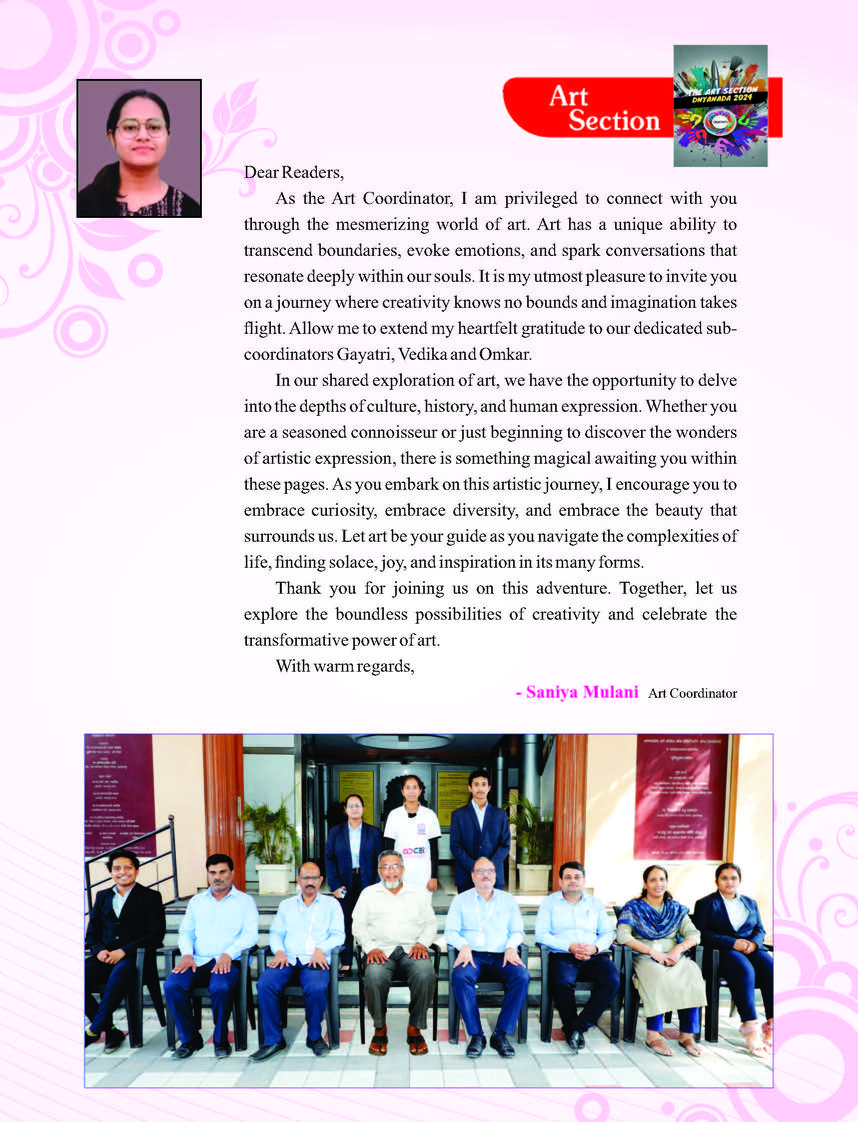 Art
Section
THE ART SECTION
DNYANADA 2024
Dear Readers,
As the Art Coordinator, I am privileged to connect with you
through the mesmerizing world of art. Art has a unique ability to
transcend boundaries, evoke emotions, and spark conversations that
resonate deeply within our souls. It is my utmost pleasure to invite you
on a journey where creativity knows no bounds and imagination takes
flight. Allow me to extend my heartfelt gratitude to our dedicated sub-
coordinators Gayatri, Vedika and Omkar.
In our shared exploration of art, we have the opportunity to delve
into the depths of culture, history, and human expression. Whether you
are a seasoned connoisseur or just beginning to discover the wonders
of artistic expression, there is something magical awaiting you within
these pages. As you embark on this artistic journey, I encourage you to
embrace curiosity, embrace diversity, and embrace the beauty that
surrounds us. Let art be your guide as you navigate the complexities of
life, finding solace, joy, and inspiration in its many forms.
Thank you for joining us on this adventure. Together, let us
explore the boundless possibilities of creativity and celebrate the
transformative power of art.
With warm regards,
- Saniya Mulani Art Coordinator